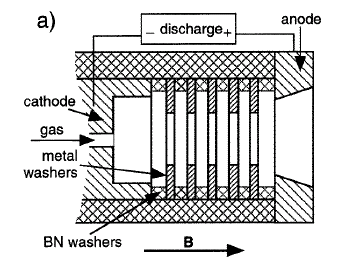 a)
− discharge+
anode
cathode
gas
metal
washers
BN washers
B